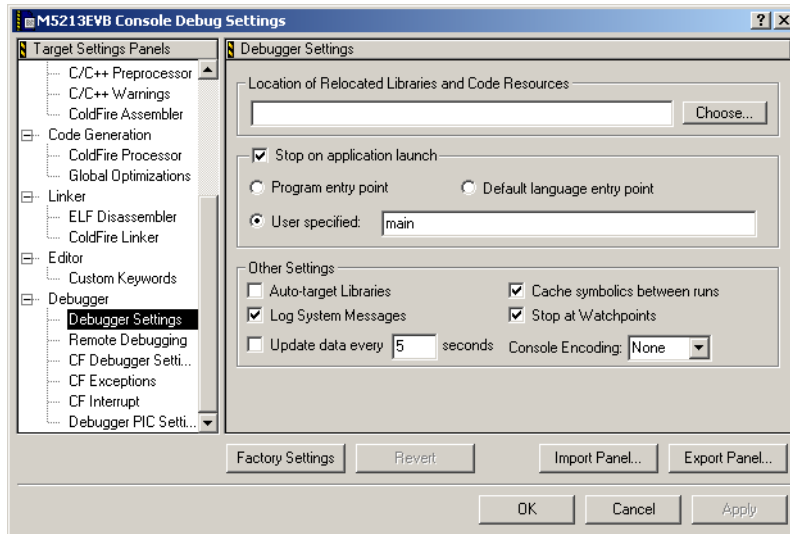 M5213EVB Console Debug Settings
Target Settings Panels
C/C++ Preprocessor
C/C++ Warnings
ColdFire Assembler
Code Generation
ColdFire Processor
Global Optimizations
Linker
ELF Disassembler
ColdFire Linker
Editor
Custom Keywords
Debugger
Debugger Settings
Remote Debugging
CF Debugger Setti...
CF Exceptions
CF Interrupt
Debugger PIC Setti...
Debugger Settings
Location of Relocated Libraries and Code Resources
Choose...
Stop on application launch
Program entry point Default language entry point
User specified: main
Other Settings
Auto-target Libraries Cache symbolics between runs
Log System Messages Stop at Watchpoints
Update data every 5 seconds Console Encoding: None
Factory Settings Revert Import Panel... Export Panel...
OK Cancel Apply